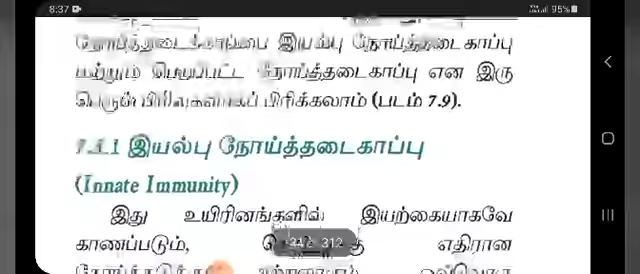 8:37
95%
நோய்த்தடைக்காப்பை இயல்பு நோய்த்தடைகாப்பு
மற்றும் பெறப்பட்ட நோய்த்தடைகாப்பு என இரு
பெரும் பிரிவுகளாகப் பிரிக்கலாம் (படம் 7.9).
இயல்பு நோய்த்தடைகாப்பு
(Innate Immunity)
இது உயிரினங்களில் இயற்கையாகவே
காணப்படும், எதிரான
312